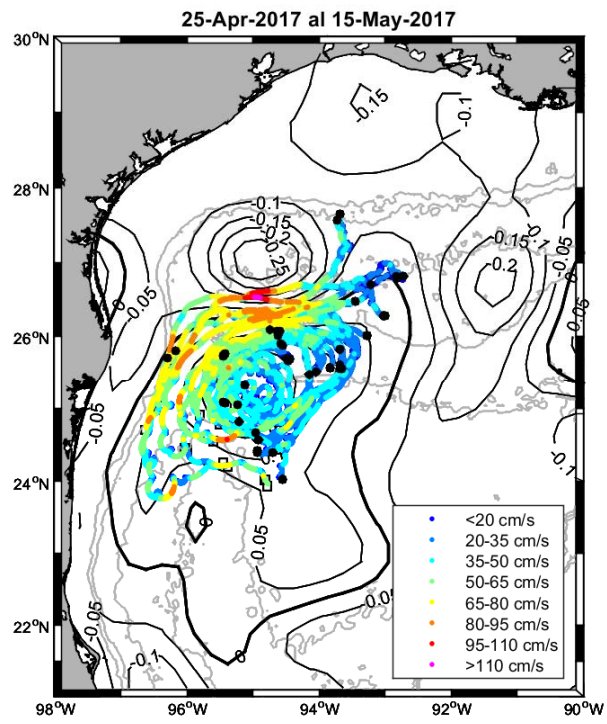 25-Apr-2017 al 15-May-2017
30°N
28°N
26°N
24°N
22°N
98°W
96°W
94°W
92°W
90°W
-0.15
-0.1
-0.1
-0.15
-0.2
-0.25
-0.1
-0.15
-0.2
-0.05
0.05
0
0.05
-0.05
-0.1
-0.05
0
0.05
0.05
-0.05
-0.1
0
<20 cm/s
20-35 cm/s
35-50 cm/s
50-65 cm/s
65-80 cm/s
80-95 cm/s
95-110 cm/s
>110 cm/s